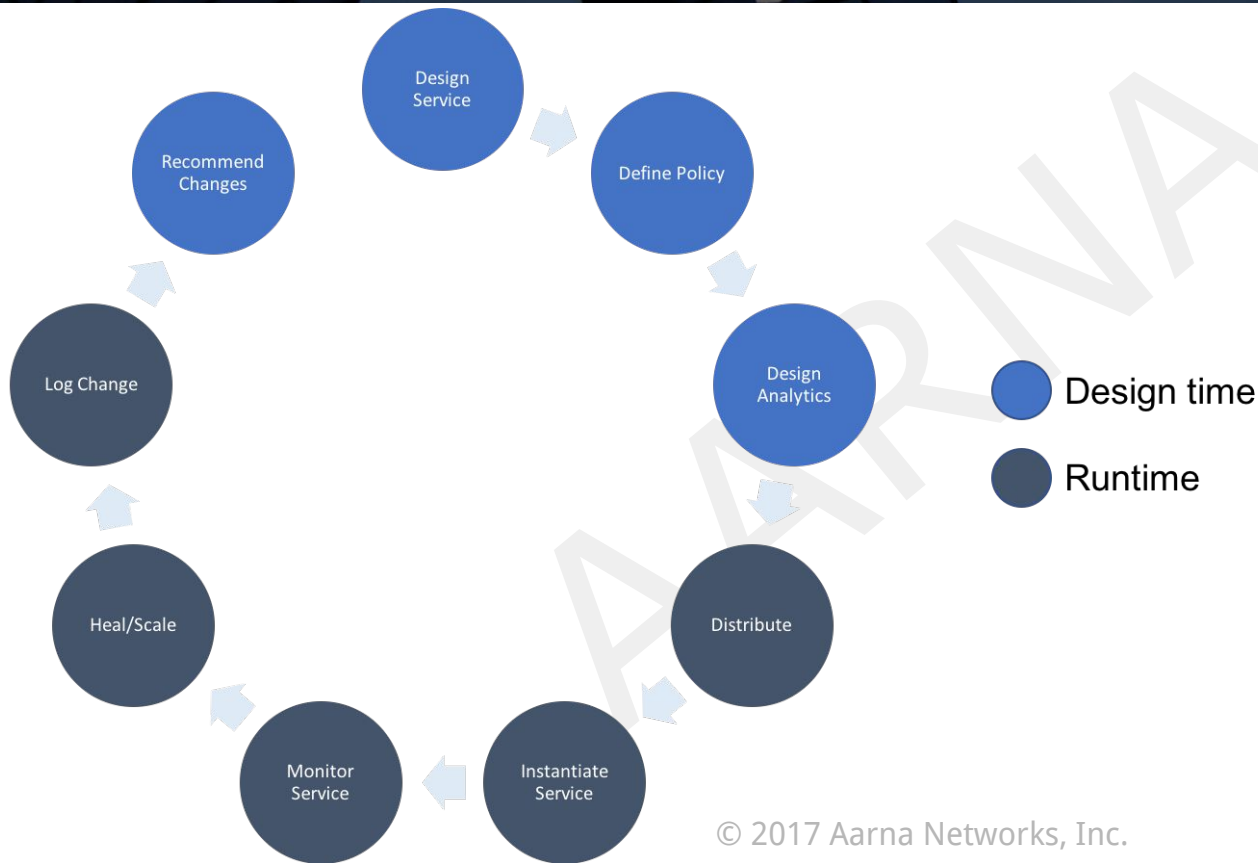 Design
Service
Define Policy
Design
Analytics
Distribute
Instantiate
Service
Monitor
Service
Heal/Scale
Log Change
Recommend
Changes
Design time
Runtime
AARNA
© 2017 Aarna Networks, Inc.